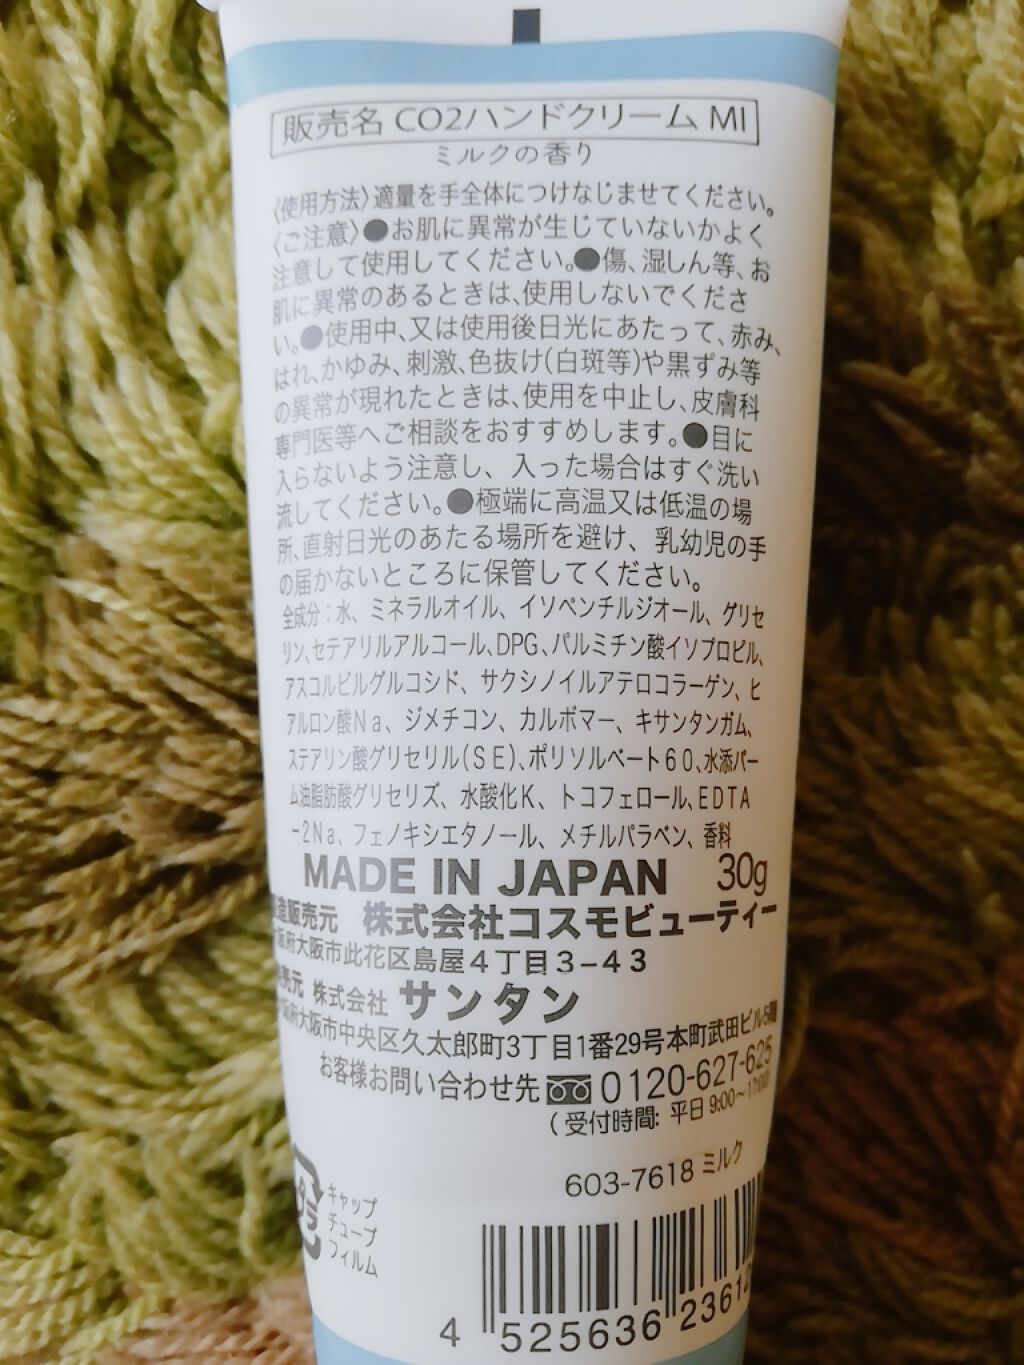 販売名 CO2ハンドクリーム MI
ミルクの香り
〈使用方法〉適量を手全体につけなじませてください。
〈ご注意〉●お肌に異常が生じていないかよく
注意して使用してください。●傷、湿しん等、お
肌に異常のあるときは、使用しないでくださ
い。●使用中、又は使用後日光にあたって、赤み、
はれ、かゆみ、刺激、色抜け(白斑等)や黒ずみ等
の異常が現れたときは、使用を中止し、皮膚科
専門医等へご相談をおすすめします。●目に
入らないよう注意し、入った場合はすぐ洗い
流してください。●極端に高温又は低温の場
所、直射日光のあたる場所を避け、乳幼児の手
の届かないところに保管してください。
全成分：水、ミネラルオイル、イソペンチルジオール、グリセ
リン、セテアリルアルコール、DPG、パルミチン酸イソプロピル、
アスコルビルグルコシド、サクシノイルアテロコラーゲン、ヒ
アルロン酸Na、ジメチコン、カルボマー、キサンタンガム、
ステアリン酸グリセリル(SE)、ポリソルベート60、水添パー
ム油脂肪酸グリセリズ、水酸化K、トコフェロール、EDTA
-2Na、フェノキシエタノール、メチルパラベン、香料
MADE IN JAPAN 30g
造販売元 株式会社コスモビューティー
阪府大阪市此花区島屋4丁目3-43
売元 株式会社 サンタン
阪府大阪市中央区久太郎町3丁目1番29号本町武田ビル5階
お客様お問い合わせ先 0120-627-625
(受付時間: 平日 9:00~17:00)
603-7618 ミルク
キャップ
チューブ
フィルム
4 525636 2361